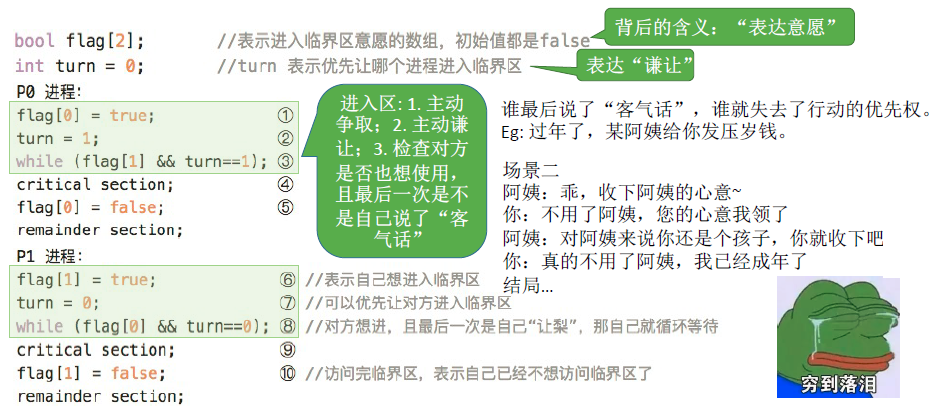 bool flag[2]; //表示进入临界区意愿的数组，初始值都是false
背后的含义：“表达意愿”
int turn = 0; //turn 表示优先让哪个进程进入临界区
表达“谦让”
P0 进程：
flag[0] = true; ①
turn = 1; ②
while (flag[1] && turn==1); ③
critical section; ④
flag[0] = false; ⑤
remainder section;
进入区: 1. 主动
争取；2. 主动谦
让；3. 检查对方
是否也想使用，
且最后一次是不
是自己说了“客
气话”
谁最后说了“客气话”，谁就失去了行动的优先权。
Eg: 过年了，某阿姨给你发压岁钱。
场景二
阿姨：乖，收下阿姨的心意~
你：不用了阿姨，您的心意我领了
阿姨：对阿姨来说你还是个孩子，你就收下吧
你：真的不用了阿姨，我已经成年了
结局…
P1 进程：
flag[1] = true; ⑥ //表示自己想进入临界区
turn = 0; ⑦ //可以优先让对方进入临界区
while (flag[0] && turn==0); ⑧ //对方想进，且最后一次是自己“让梨”，那自己就循环等待
critical section; ⑨
flag[1] = false; ⑩ //访问完临界区，表示自己已经不想访问临界区了
remainder section;
穷到落泪